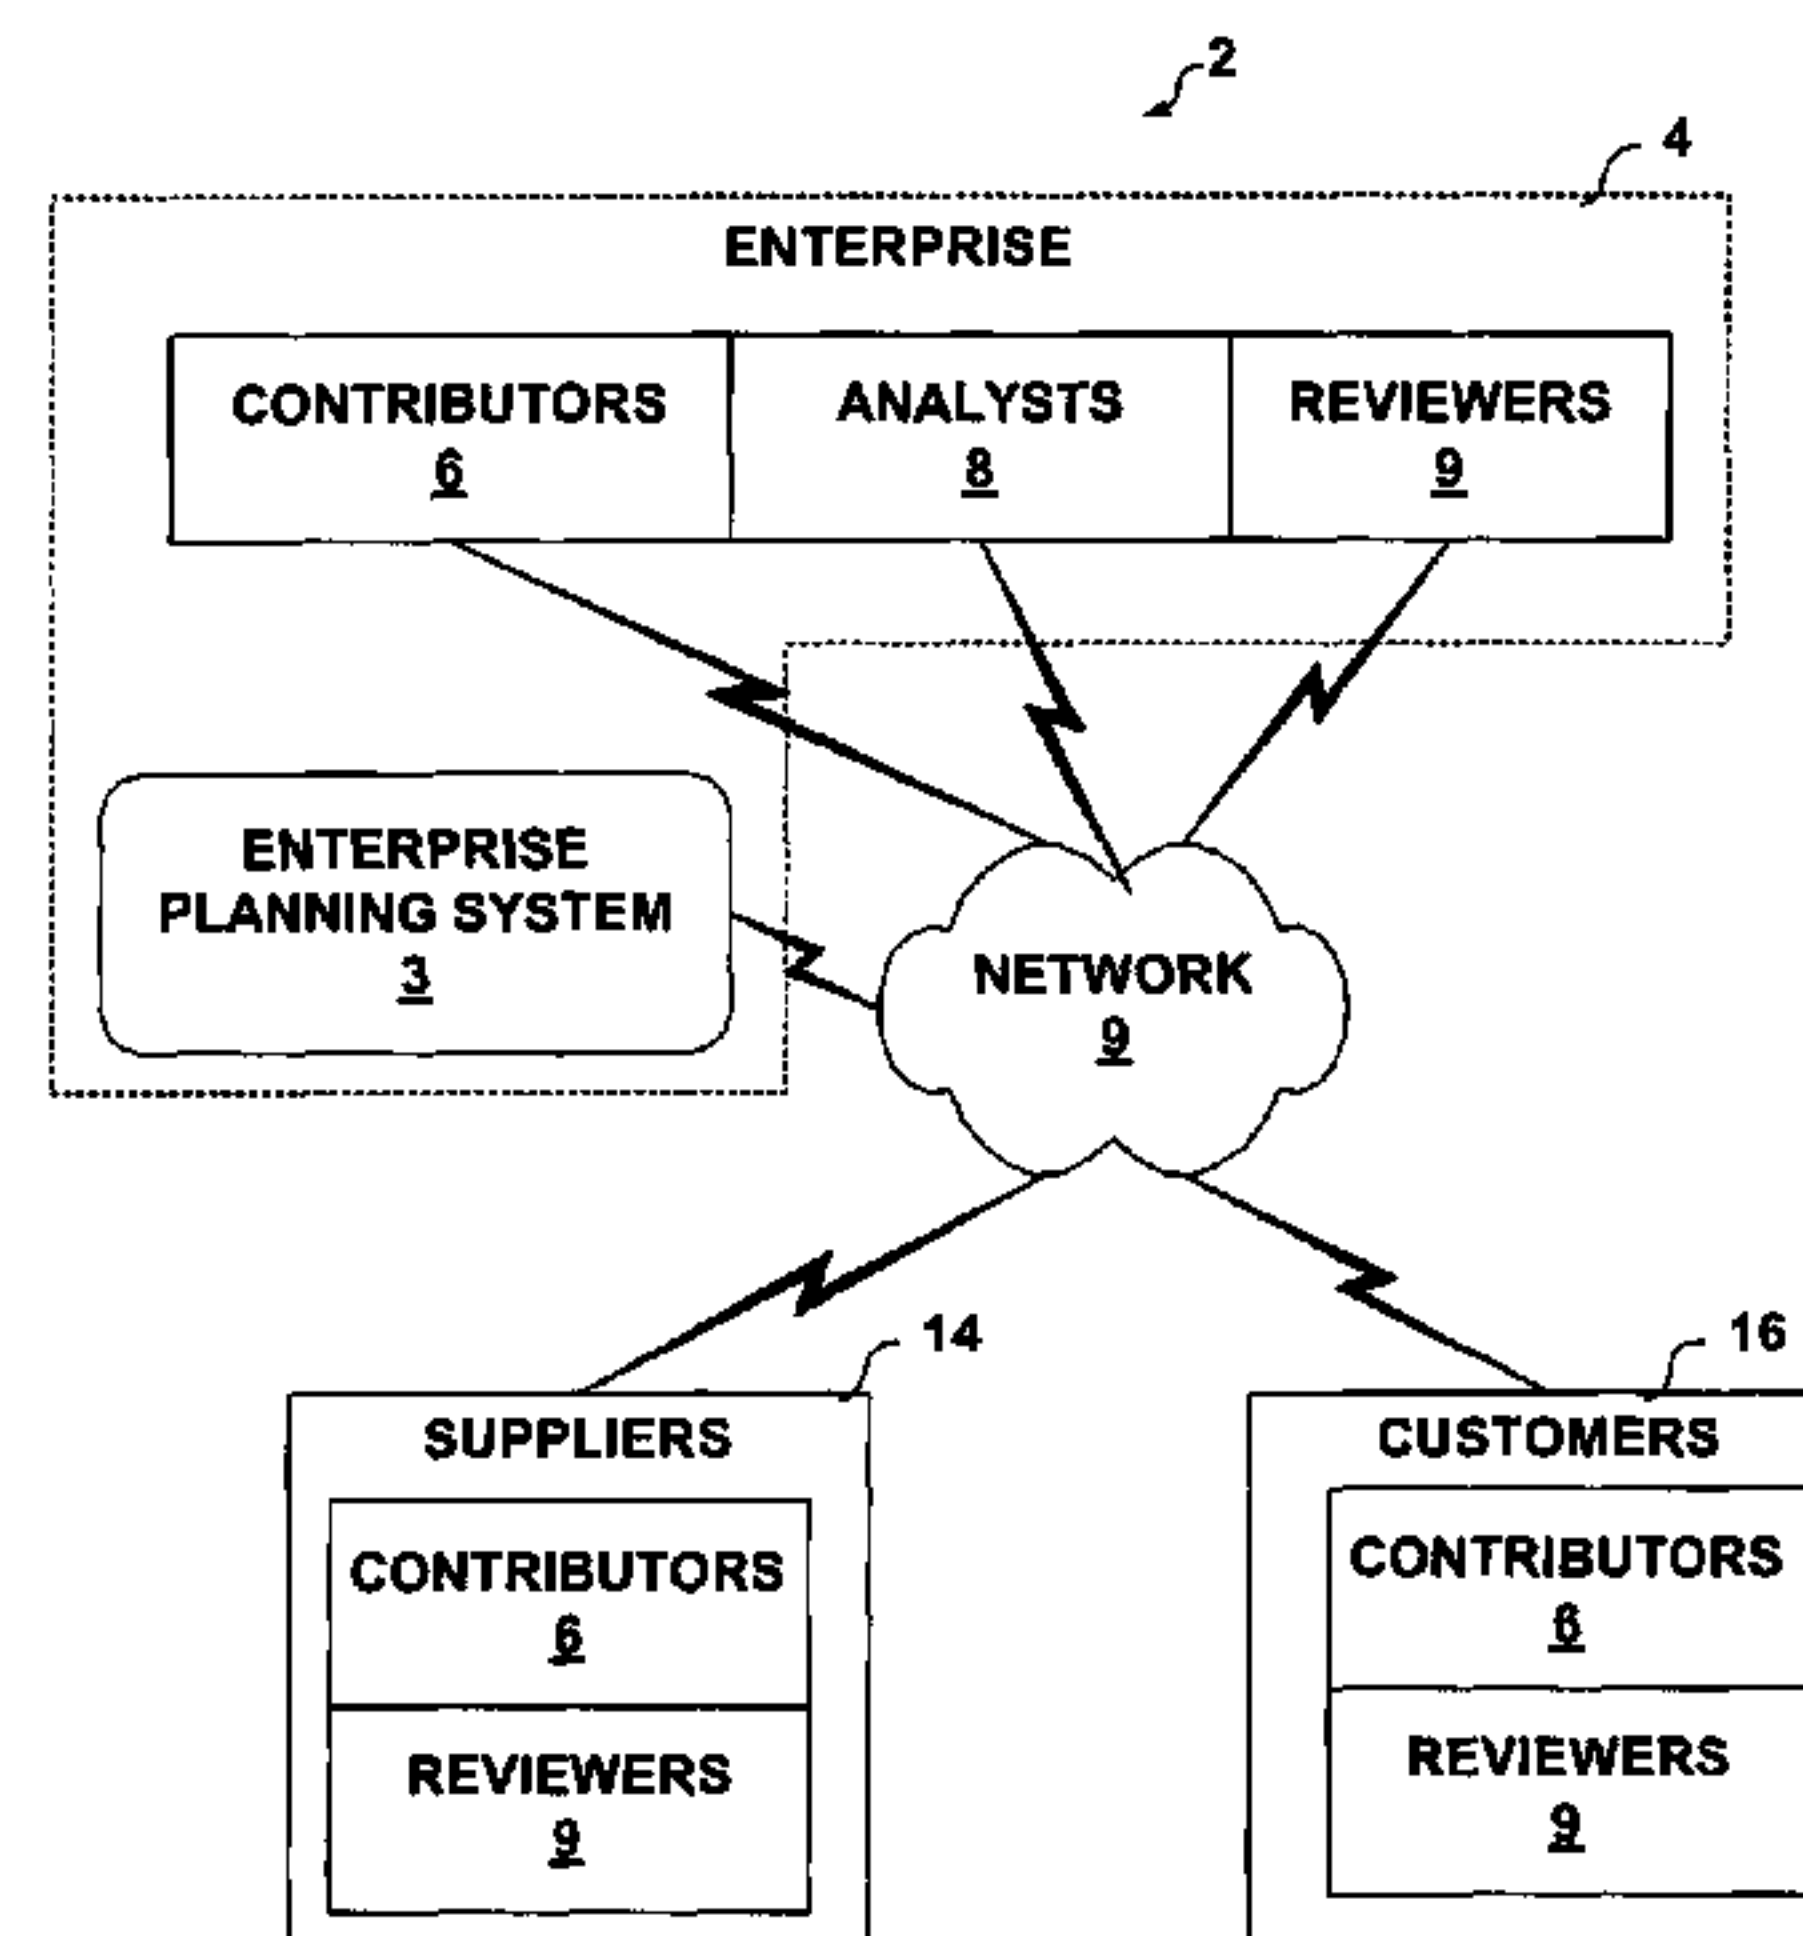 2
4
ENTERPRISE
CONTRIBUTORS
6
ANALYSTS
8
REVIEWERS
9
ENTERPRISE
PLANNING SYSTEM
3
NETWORK
9
14
SUPPLIERS
CONTRIBUTORS
6
REVIEWERS
9
16
CUSTOMERS
CONTRIBUTORS
6
REVIEWERS
9